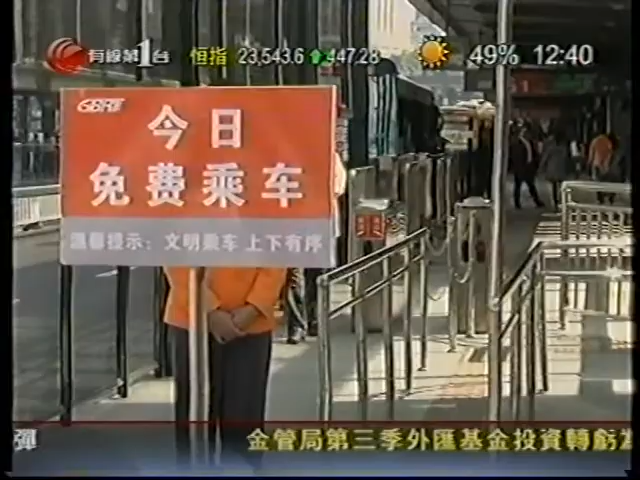 有線第1台 恒指 23,543.6 447.28 49% 12:40
GBRT
今日
免费乘车
温馨提示：文明乘车 上下有序
彈 金管局第三季外匯基金投資轉虧為